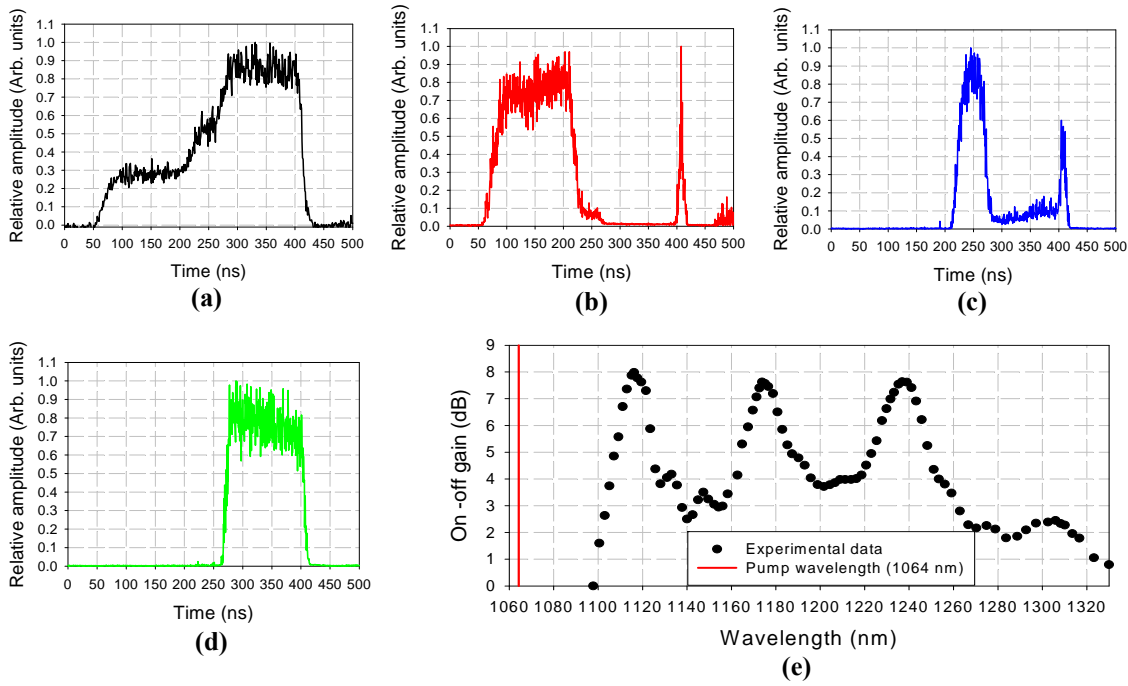 Relative amplitude (Arb. units)
1.1
1.0
0.9
0.8
0.7
0.6
0.5
0.4
0.3
0.2
0.1
0.0
0 50 100 150 200 250 300 350 400 450 500
Time (ns)
(a)
Relative amplitude (Arb. units)
1.1
1.0
0.9
0.8
0.7
0.6
0.5
0.4
0.3
0.2
0.1
0.0
0 50 100 150 200 250 300 350 400 450 500
Time (ns)
(b)
Relative amplitude (Arb. units)
1.1
1.0
0.9
0.8
0.7
0.6
0.5
0.4
0.3
0.2
0.1
0.0
0 50 100 150 200 250 300 350 400 450 500
Time (ns)
(c)
Relative amplitude (Arb. units)
1.1
1.0
0.9
0.8
0.7
0.6
0.5
0.4
0.3
0.2
0.1
0.0
0 50 100 150 200 250 300 350 400 450 500
Time (ns)
(d)
On -off gain (dB)
9
8
7
6
5
4
3
2
1
0
Experimental data
Pump wavelength (1064 nm)
1060 1080 1100 1120 1140 1160 1180 1200 1220 1240 1260 1280 1300 1320
Wavelength (nm)
(e)